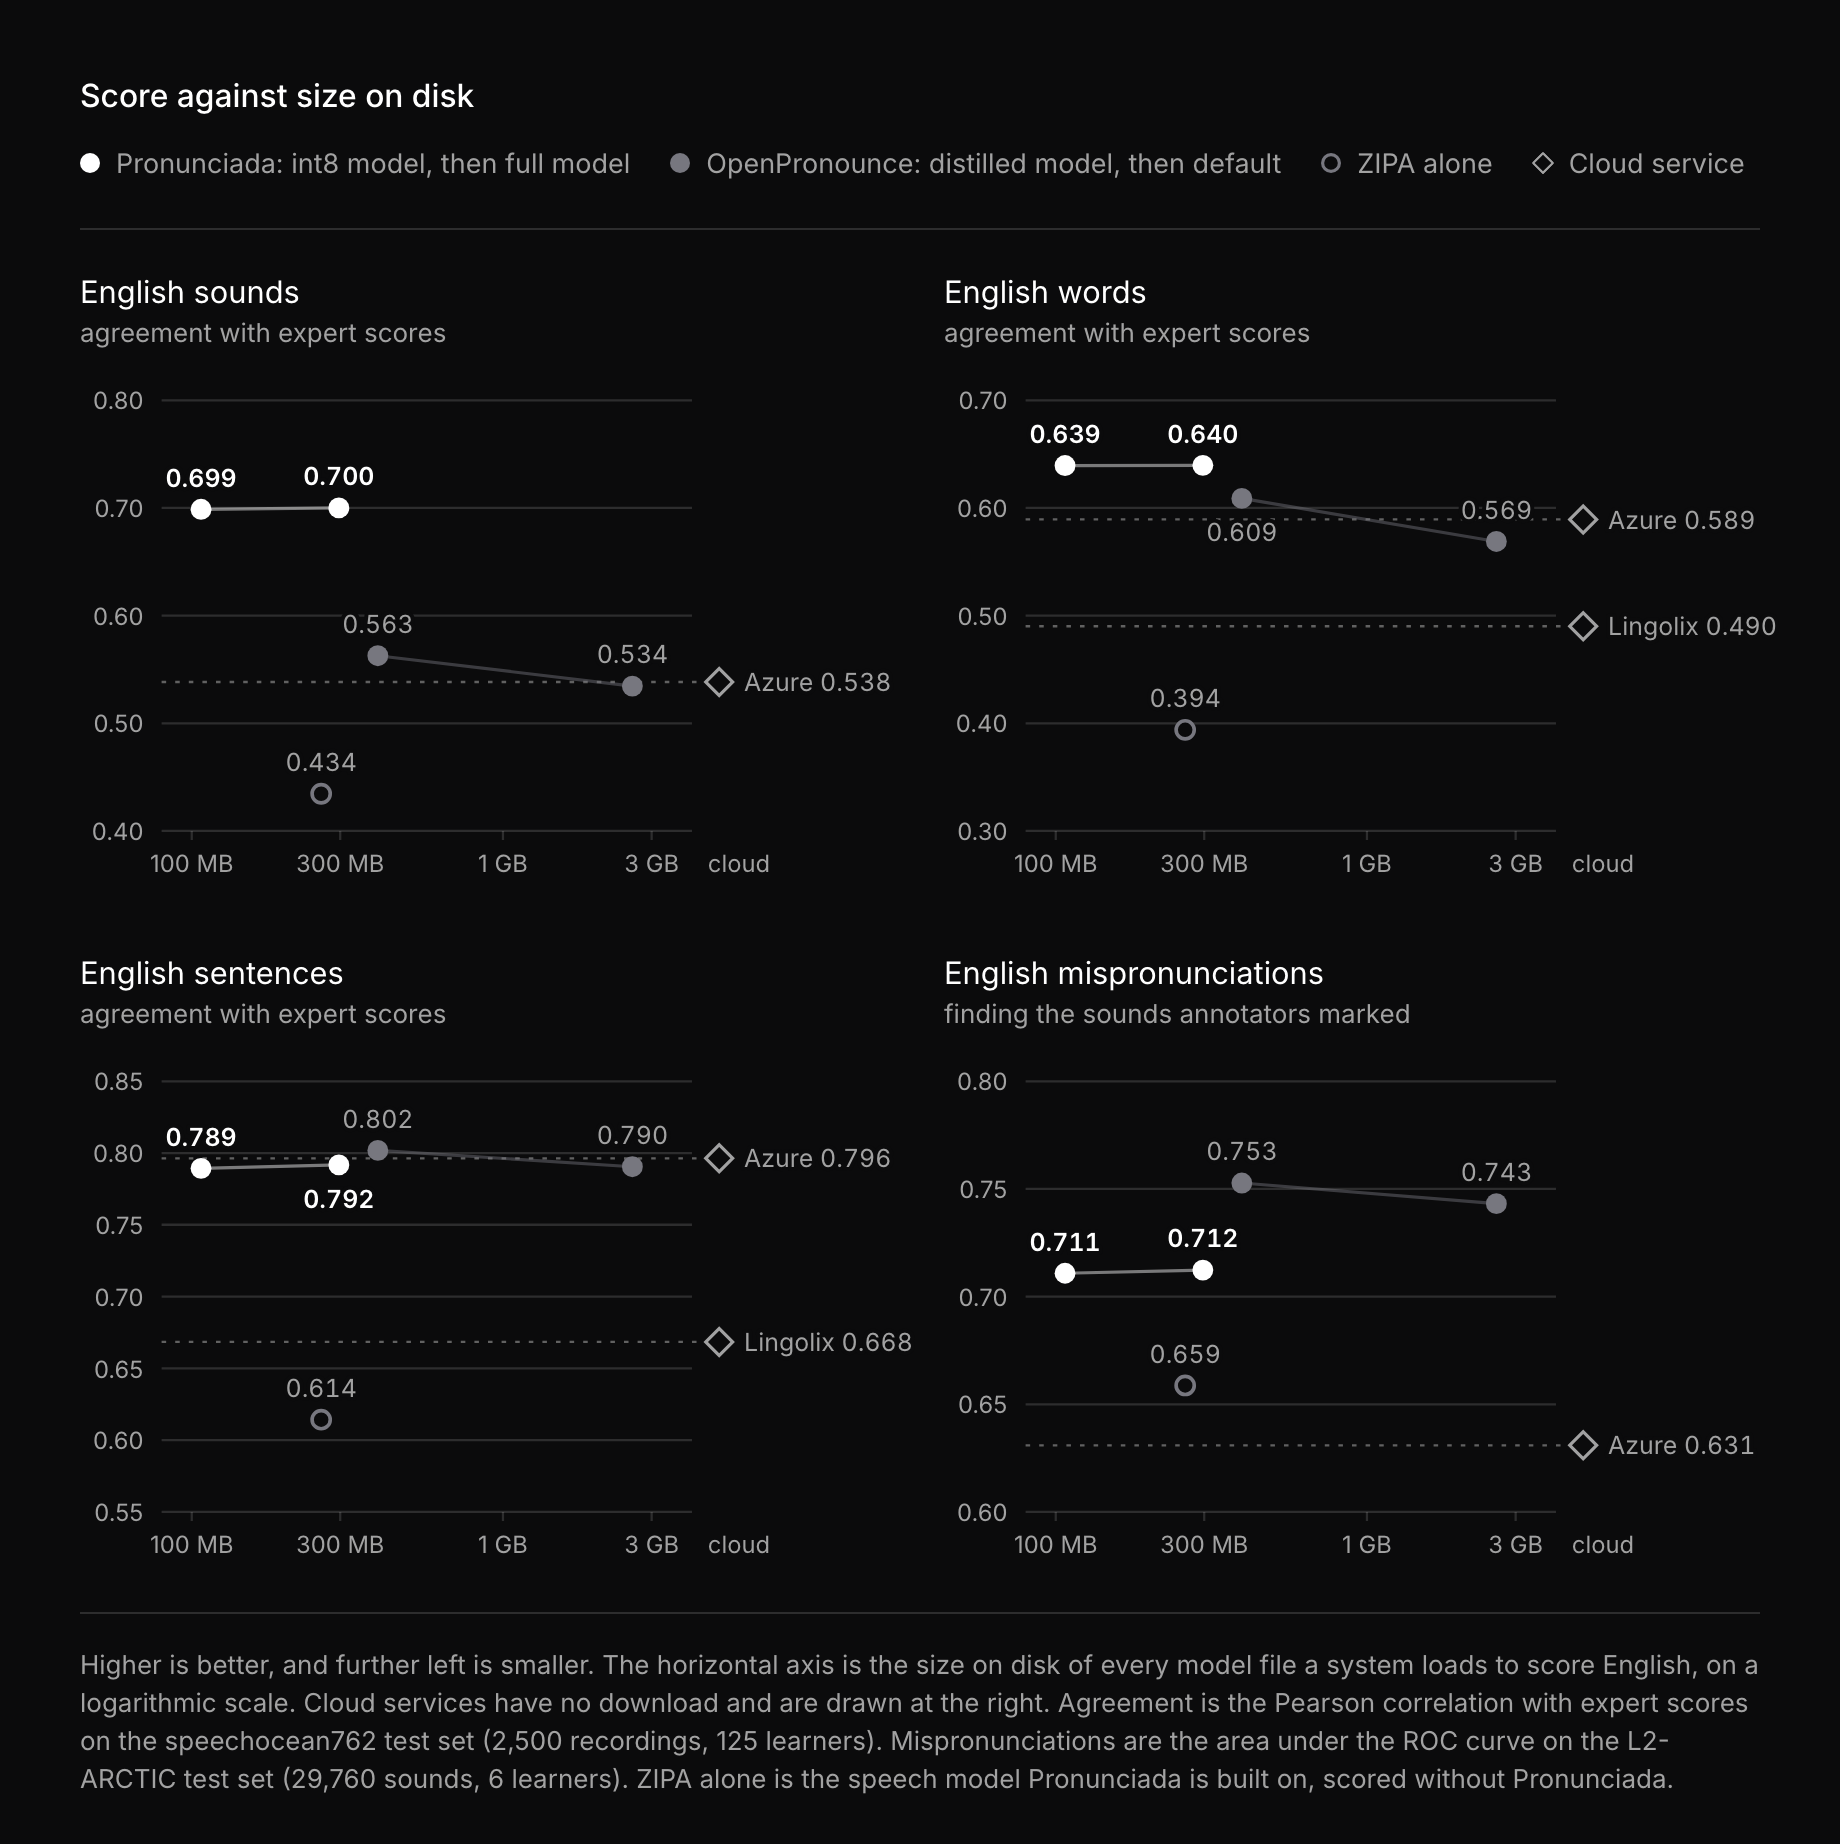 Score against size on disk
Pronunciada: int8 model, then full model OpenPronounce: distilled model, then default ZIPA alone Cloud service
English sounds
agreement with expert scores
0.80
0.699 0.700
0.70
0.60
0.563
0.534
Azure 0.538
0.50
0.434
0.40
100 MB 300 MB 1 GB 3 GB cloud
English words
agreement with expert scores
0.70
0.639 0.640
0.60
0.569
Azure 0.589
0.609
0.50
Lingolix 0.490
0.394
0.40
0.30
100 MB 300 MB 1 GB 3 GB cloud
English sentences
agreement with expert scores
0.85
0.802
0.789
0.790
0.80
Azure 0.796
0.792
0.75
0.70
Lingolix 0.668
0.65
0.614
0.60
0.55
100 MB 300 MB 1 GB 3 GB cloud
English mispronunciations
finding the sounds annotators marked
0.80
0.753
0.743
0.75
0.711 0.712
0.70
0.659
0.65
Azure 0.631
0.60
100 MB 300 MB 1 GB 3 GB cloud
Higher is better, and further left is smaller. The horizontal axis is the size on disk of every model file a system loads to score English, on a
logarithmic scale. Cloud services have no download and are drawn at the right. Agreement is the Pearson correlation with expert scores
on the speechocean762 test set (2,500 recordings, 125 learners). Mispronunciations are the area under the ROC curve on the L2-
ARCTIC test set (29,760 sounds, 6 learners). ZIPA alone is the speech model Pronunciada is built on, scored without Pronunciada.